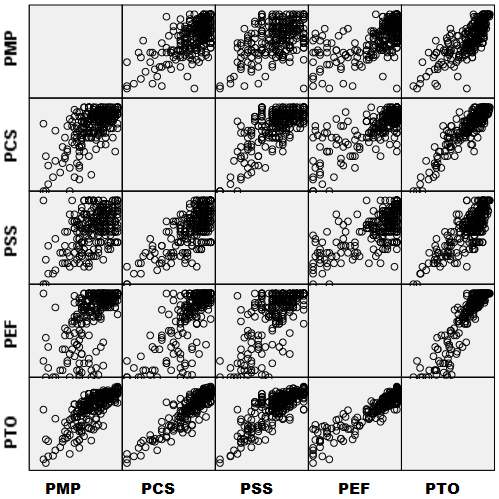 PMP
PCS
PSS
PEF
PTO
PMP PCS PSS PEF PTO